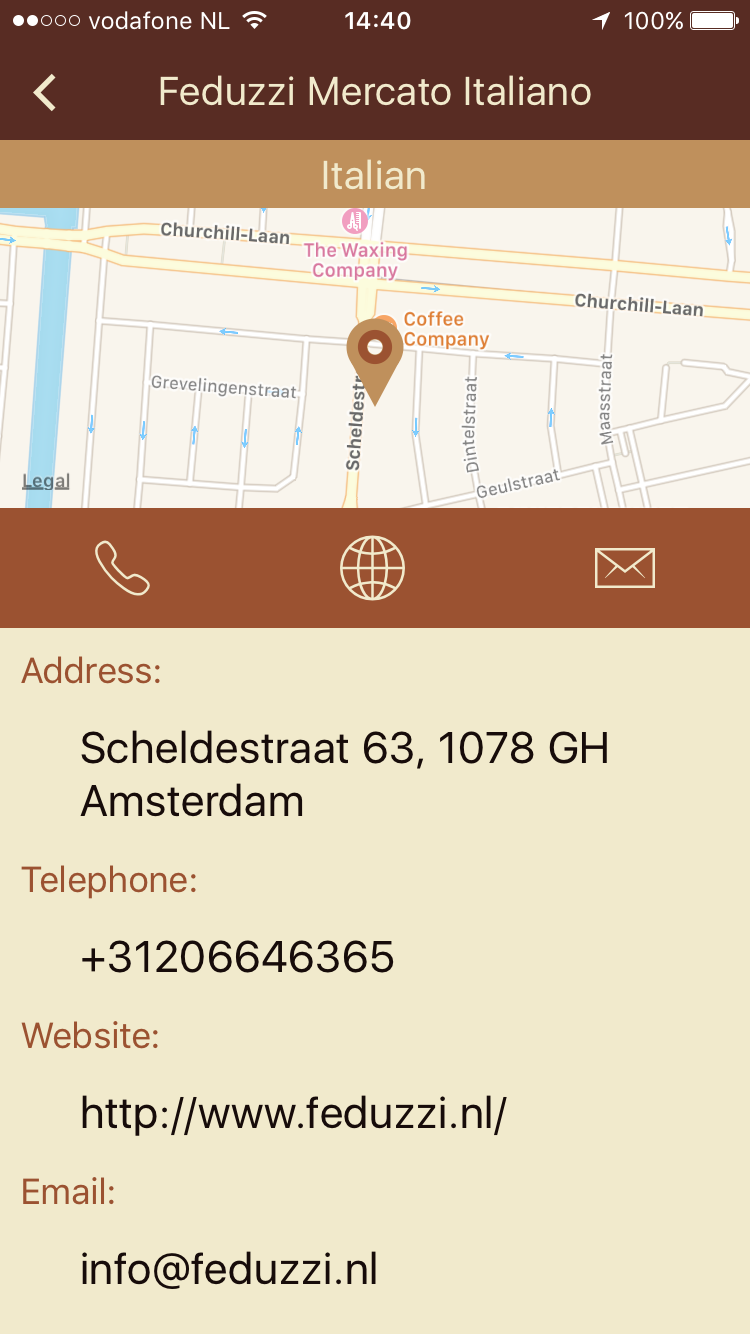 vodafone NL 14:40 100%
Feduzzi Mercato Italiano
Italian
Churchill-Laan
The Waxing
Company
Churchill-Laan
Coffee
Company
Grevelingenstraat
Scheldestr
Dintelstraat
Maasstraat
Geulstraat
Legal
Address:
Scheldestraat 63, 1078 GH
Amsterdam
Telephone:
+31206646365
Website:
http://www.feduzzi.nl/
Email:
info@feduzzi.nl